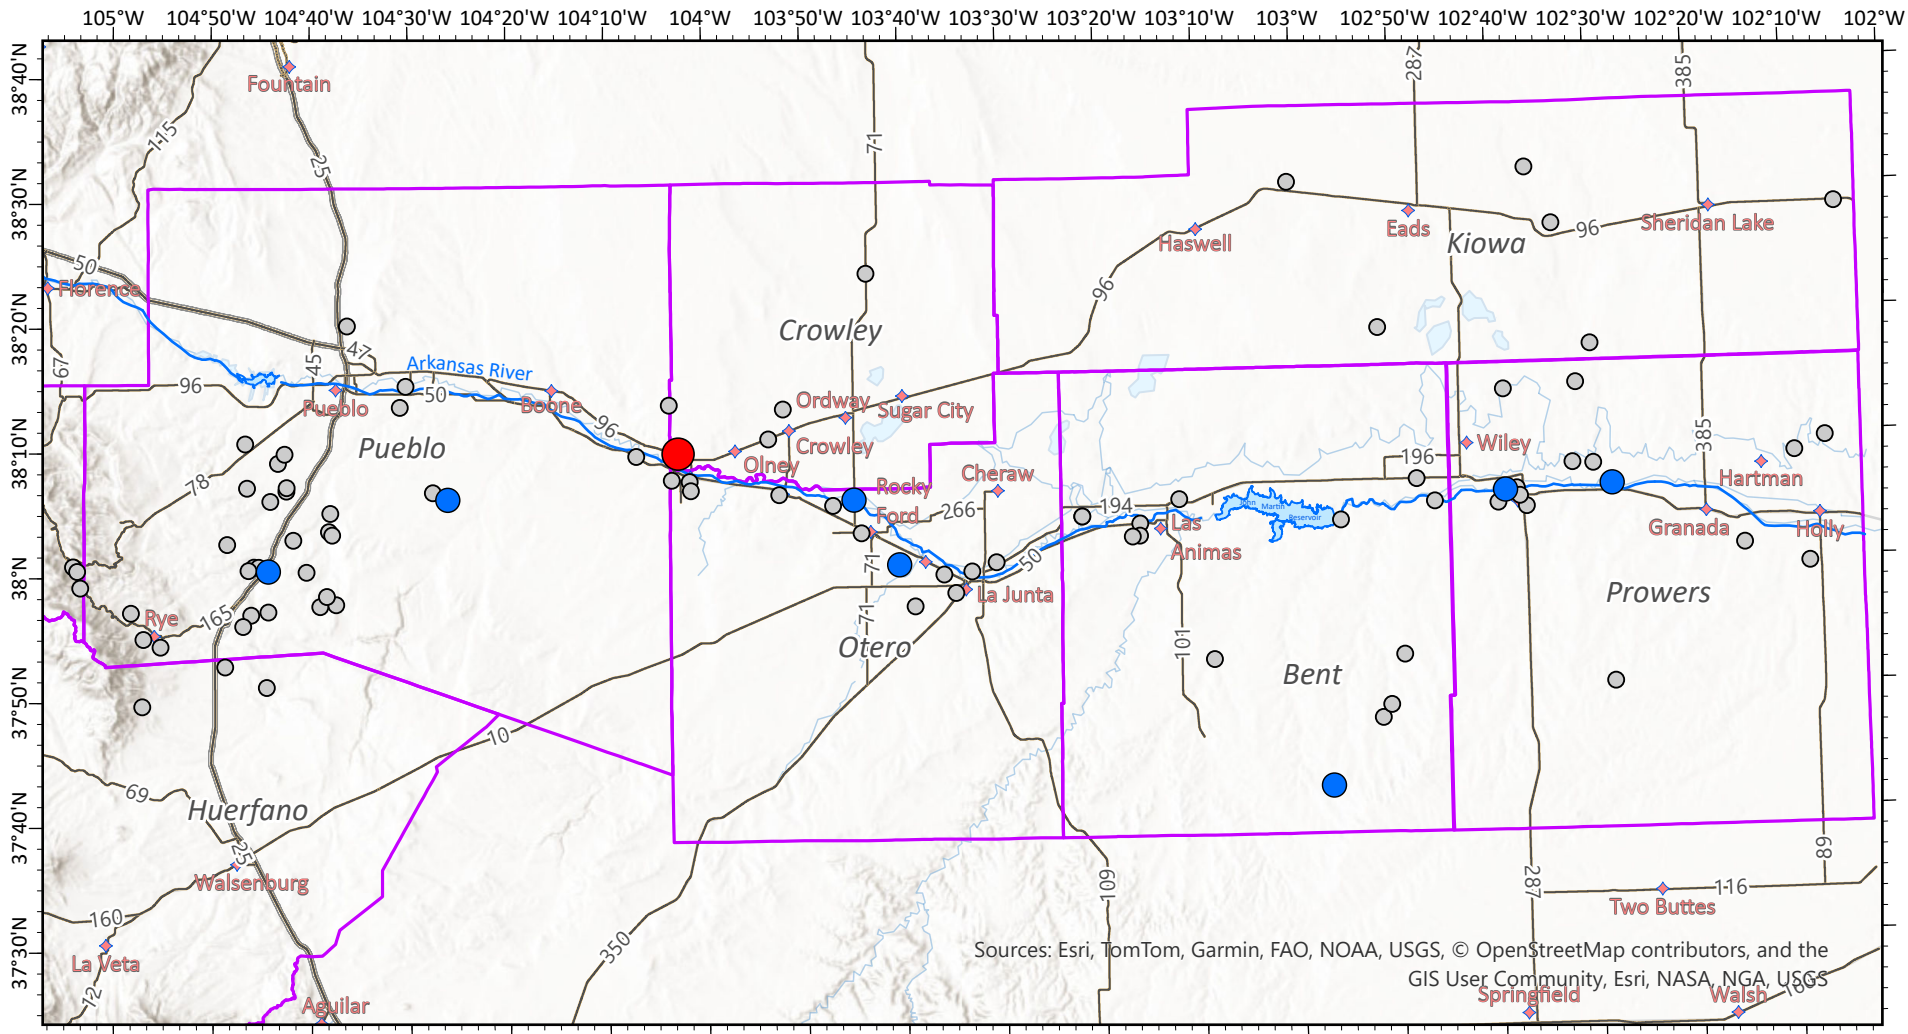 105°W 104°50'W 104°40'W 104°30'W 104°20'W 104°10'W 104°W 103°50'W 103°40'W 103°30'W 103°20'W 103°10'W 103°W 102°50'W 102°40'W 102°30'W 102°20'W 102°10'W 102°W
38°40'N
38°30'N
38°20'N
38°10'N
38°N
37°50'N
37°40'N
37°30'N
Fountain
115
25
71
287
385
50
Florence
Haswell
Eads
Kiowa
96
Sheridan Lake
96
Crowley
67
96
45
47
Arkansas River
50
Pueblo
Boone
96
Pueblo
Ordway
Sugar City
Crowley
Olney
Cheraw
Rocky
Ford
266
78
Wiley
196
385
Hartman
194
Las
Animas
John
Martin
Reservoir
Granada
Holly
50
71
La Junta
Rye
165
71
Otero
101
Bent
Prowers
10
69
Huerfano
25
Walsenburg
160
La Veta
12
Aguilar
350
109
287
89
116
Two Buttes
Sources: Esri, TomTom, Garmin, FAO, NOAA, USGS, © OpenStreetMap contributors, and the
GIS User Community, Esri, NASA, NGA, USGS
Springfield
Walsh
160